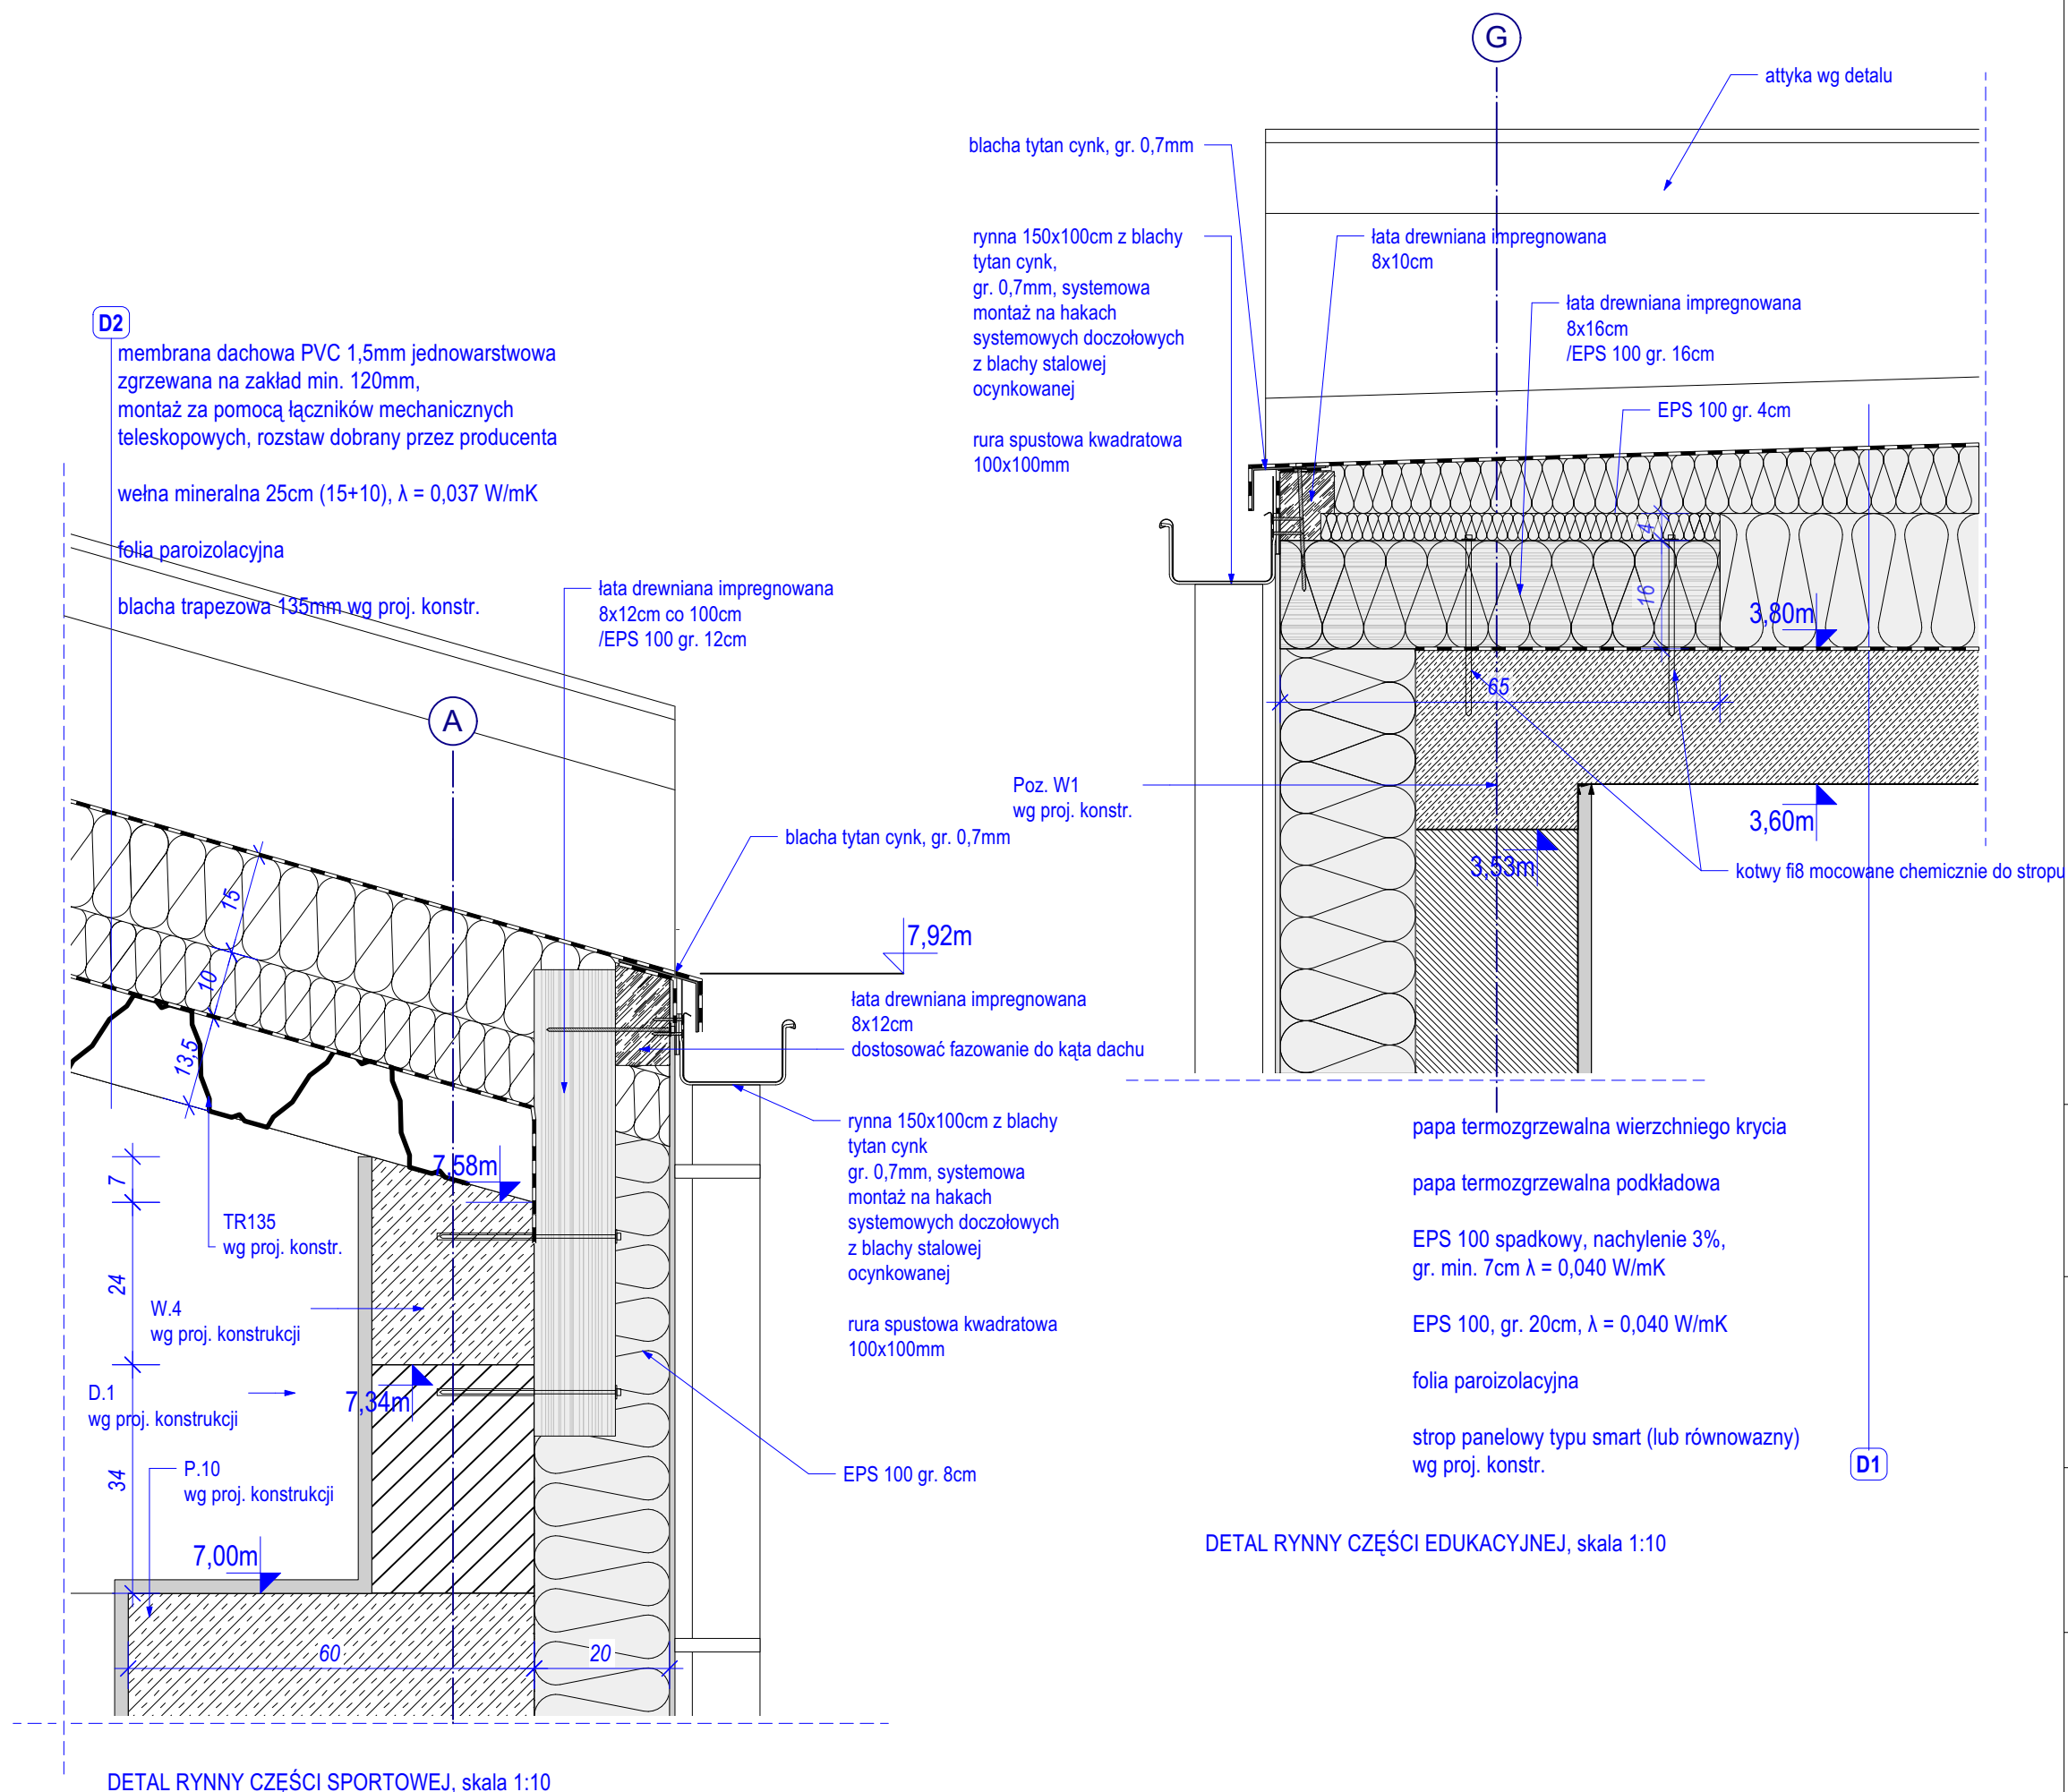 G
attyka wg detalu
blacha tytan cynk, gr. 0,7mm
rynna 150x100cm z blachy
tytan cynk,
gr. 0,7mm, systemowa
montaż na hakach
systemowych doczołowych
z blachy stalowej
ocynkowanej
rura spustowa kwadratowa
100x100mm
łata drewniana impregnowana
8x10cm
łata drewniana impregnowana
8x16cm
/EPS 100 gr. 16cm
EPS 100 gr. 4cm
4
16
3,80m
65
Poz. W1
wg proj. konstr.
3,60m
3,53m
kotwy fi8 mocowane chemicznie do stropu
papa termozgrzewalna wierzchniego krycia
papa termozgrzewalna podkładowa
EPS 100 spadkowy, nachylenie 3%,
gr. min. 7cm λ = 0,040 W/mK
EPS 100, gr. 20cm, λ = 0,040 W/mK
folia paroizolacyjna
strop panelowy typu smart (lub równowazny)
wg proj. konstr.
D1
DETAL RYNNY CZĘŚCI EDUKACYJNEJ, skala 1:10
D2
membrana dachowa PVC 1,5mm jednowarstwowa
zgrzewana na zakład min. 120mm,
montaż za pomocą łączników mechanicznych
teleskopowych, rozstaw dobrany przez producenta
wełna mineralna 25cm (15+10), λ = 0,037 W/mK
folia paroizolacyjna
blacha trapezowa 135mm wg proj. konstr.
łata drewniana impregnowana
8x12cm co 100cm
/EPS 100 gr. 12cm
A
blacha tytan cynk, gr. 0,7mm
15
10
13,5
7,92m
łata drewniana impregnowana
8x12cm
dostosować fazowanie do kąta dachu
rynna 150x100cm z blachy
tytan cynk
gr. 0,7mm, systemowa
montaż na hakach
systemowych doczołowych
z blachy stalowej
ocynkowanej
rura spustowa kwadratowa
100x100mm
7,58m
7
24
34
TR135
wg proj. konstr.
W.4
wg proj. konstrukcji
D.1
wg proj. konstrukcji
7,34m
P.10
wg proj. konstrukcji
EPS 100 gr. 8cm
7,00m
60
20
DETAL RYNNY CZĘŚCI SPORTOWEJ, skala 1:10